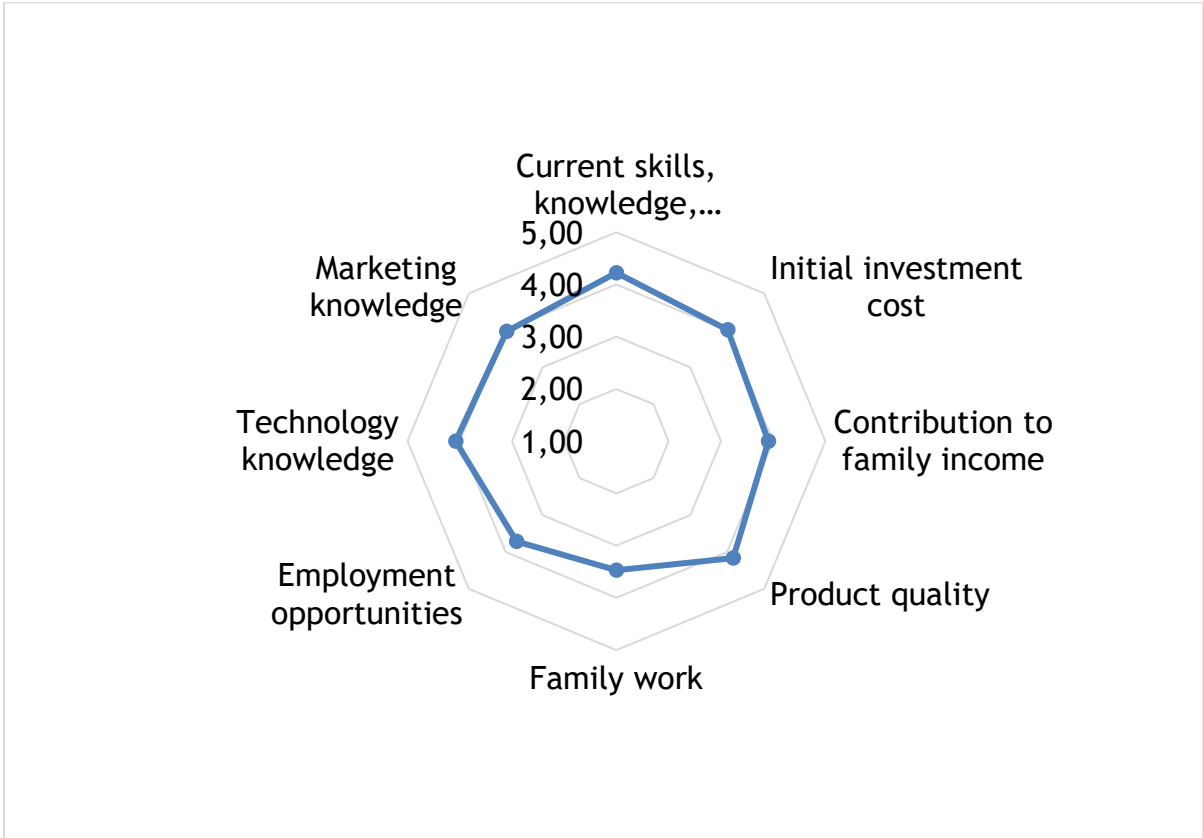 Current skills,
knowledge,…
5,00
4,00
3,00
2,00
1,00
Initial investment
cost
Contribution to
family income
Product quality
Family work
Employment
opportunities
Technology
knowledge
Marketing
knowledge